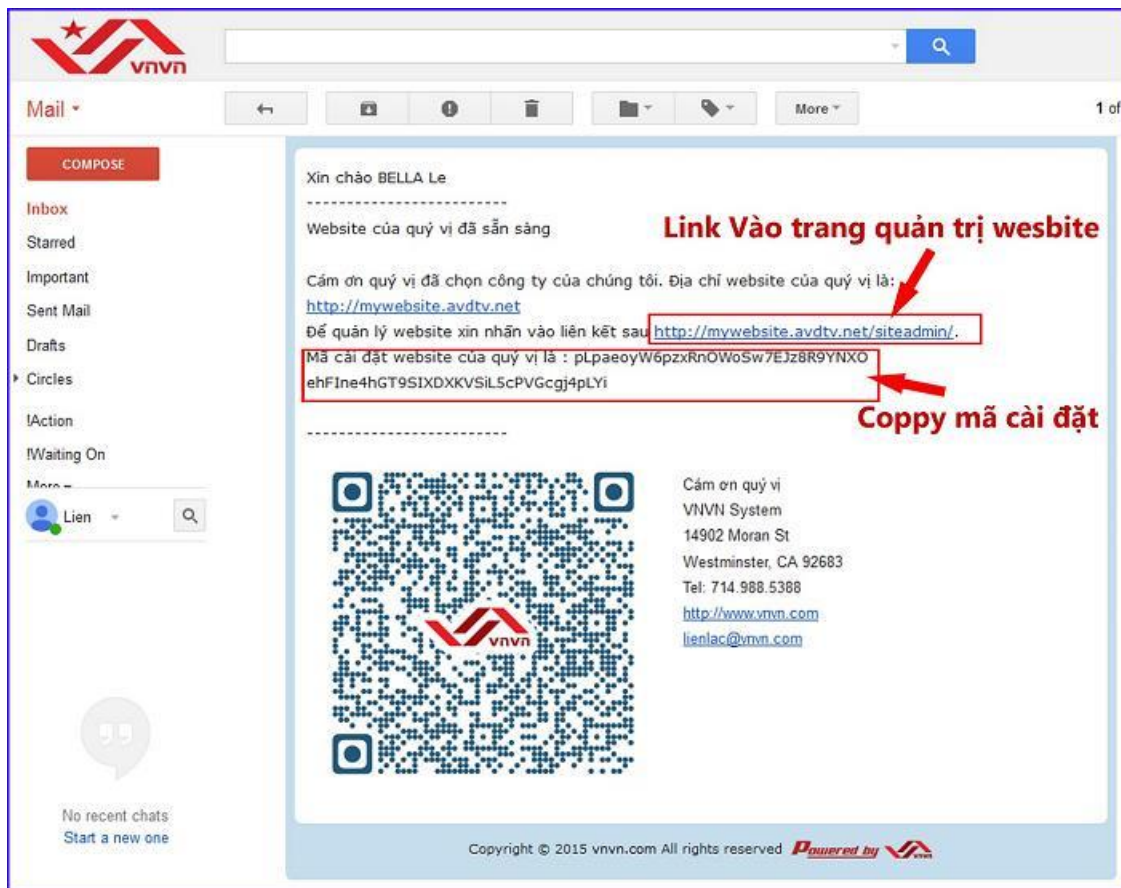 vnvn
Mail
More
1 of
COMPOSE
Inbox
Starred
Important
Sent Mail
Drafts
Circles
!Action
!Waiting On
More
Lien
No recent chats
Start a new one
Xin chào BELLA Le
-------------------------
Website của quý vị đã sẵn sàng
Link Vào trang quản trị wesbite
Cám ơn quý vị đã chọn công ty của chúng tôi. Địa chỉ website của quý vị là:
http://mywebsite.avdtv.net
Để quản lý website xin nhấn vào liên kết sau http://mywebsite.avdtv.net/siteadmin/.
Mã cài đặt website của quý vị là : pLpaeoyW6pzxRnOWoSw7EJz8R9YNXO
ehFIne4hGT9SIXDXKVSiL5cPVGcgj4pLYi
Coppy mã cài đặt
-------------------------
vnvn
Cám ơn quý vị
VNVN System
14902 Moran St
Westminster, CA 92683
Tel: 714.988.5388
http://www.vnvn.com
lienlac@vnvn.com
Copyright © 2015 vnvn.com All rights reserved Powered by vnvn